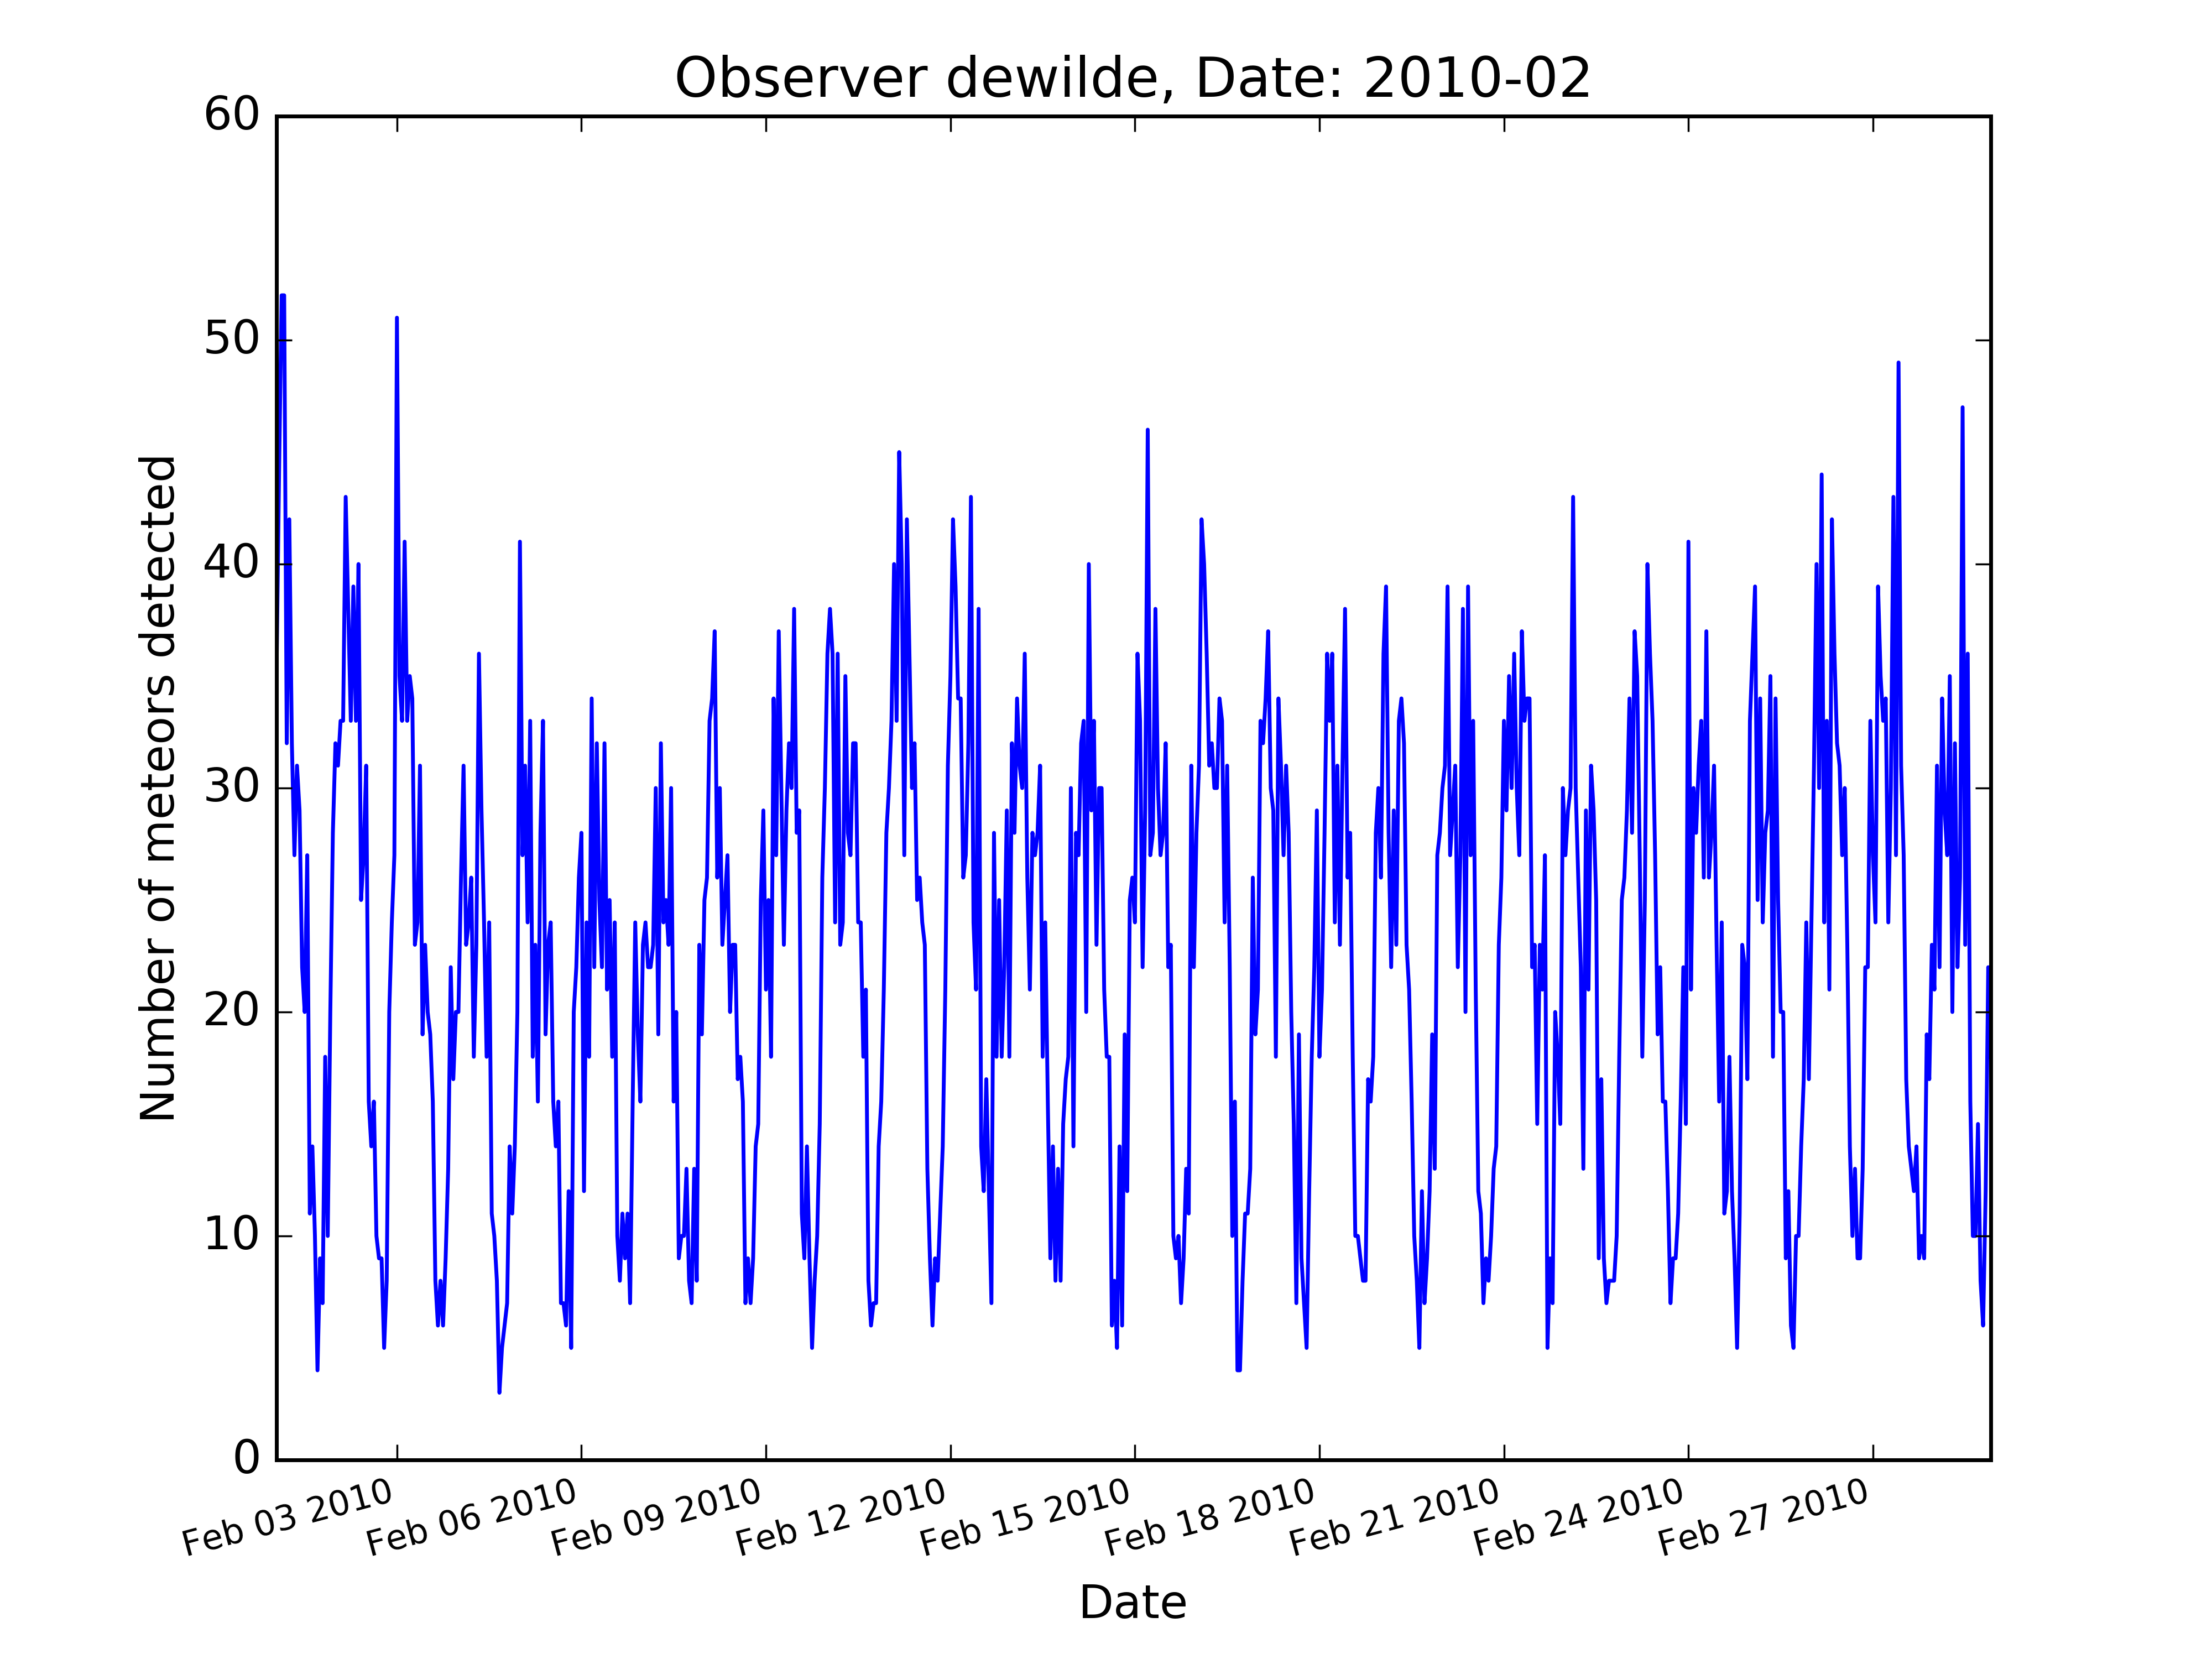 Observer dewilde, Date: 2010-02
60
50
40
30
20
10
0
Number of meteors detected
Feb 03 2010
Feb 06 2010
Feb 09 2010
Feb 12 2010
Feb 15 2010
Feb 18 2010
Feb 21 2010
Feb 24 2010
Feb 27 2010
Date